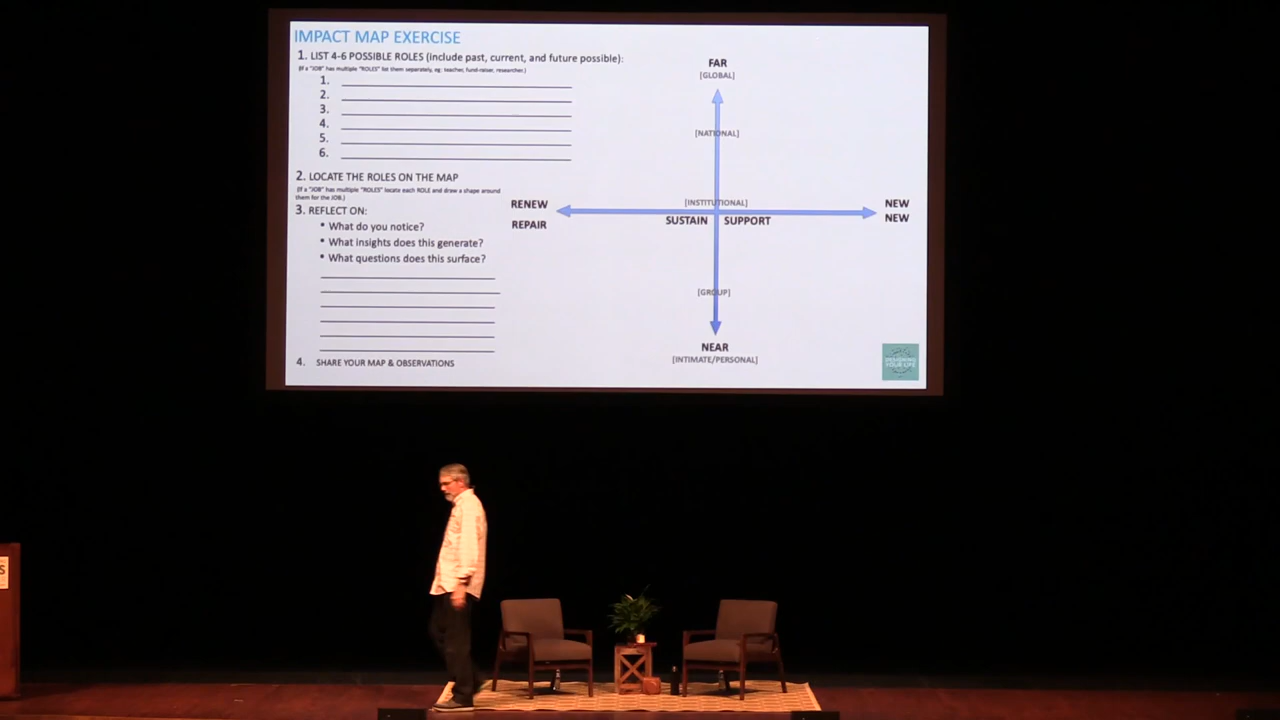 IMPACT MAP EXERCISE
1. LIST 4-6 POSSIBLE ROLES (include past, current, and future possible):
(If a "JOB" has multiple "ROLES" list them separately, eg: teacher, fund-raiser, researcher.)
1.
2.
3.
4.
5.
6.
2. LOCATE THE ROLES ON THE MAP
(If a "JOB" has multiple "ROLES" locate each ROLE and draw a shape around
them for the JOB.)
3. REFLECT ON:
• What do you notice?
• What insights does this generate?
• What questions does this surface?
4. SHARE YOUR MAP & OBSERVATIONS
FAR
[GLOBAL]
[NATIONAL]
[INSTITUTIONAL]
RENEW
REPAIR
SUSTAIN
SUPPORT
NEW
NEW
[GROUP]
NEAR
[INTIMATE/PERSONAL]
DESIGNING
YOUR LIFE
S